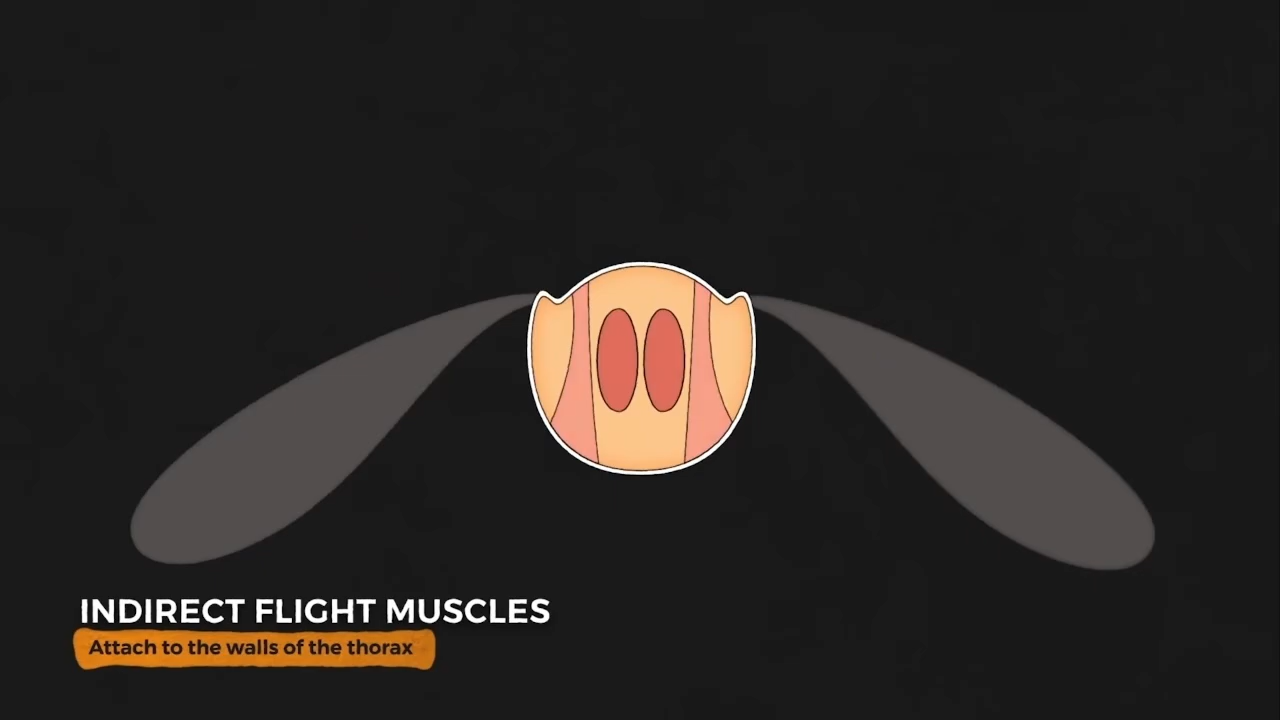 INDIRECT FLIGHT MUSCLES
Attach to the walls of the thorax